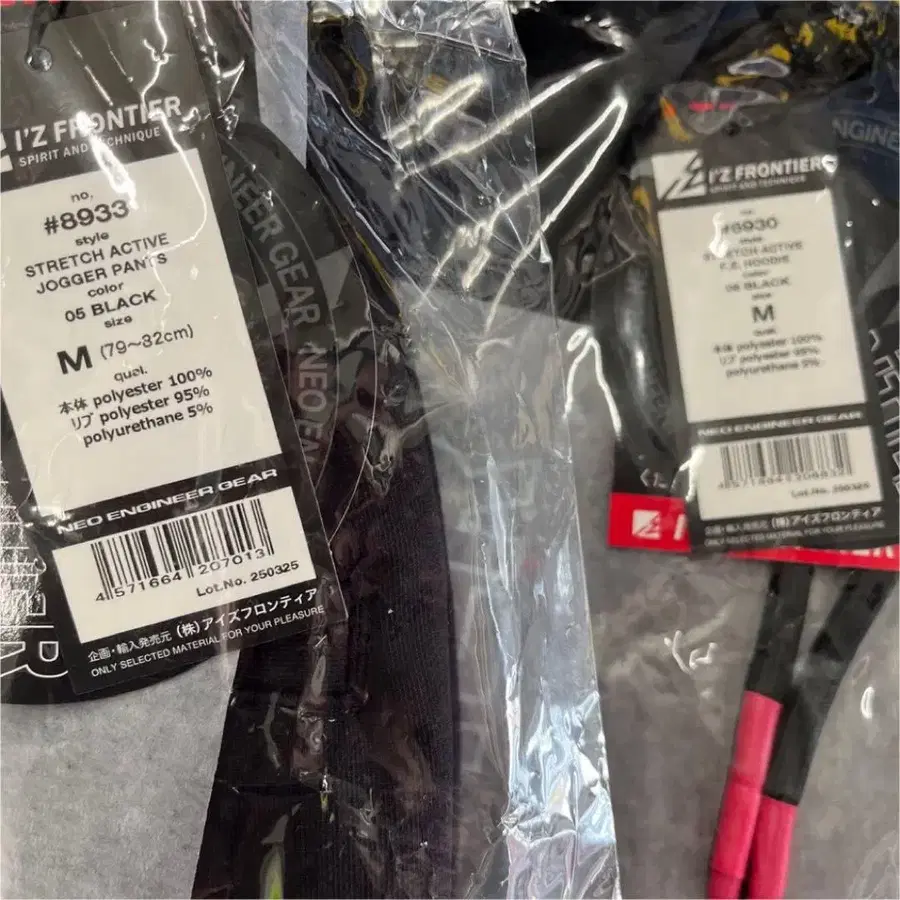 I'Z FRONTIER
SPIRIT AND TECHNIQUE
no,
#8933
style
STRETCH ACTIVE
JOGGER PANTS
color
05 BLACK
size
M (79~82cm)
quel.
本体 polyester 100%
リブ polyester 95%
polyurethane 5%
NEO ENGINEER GEAR
4 571664 207013
Lot.No. 250325
企画・輸入発売元 (株)アイズフロンティア
ONLY SELECTED MATERIAL FOR YOUR PLEASURE
NEER GEAR NEO EN
I'Z FRONTIER
SPIRIT AND TECHNIQUE
no.
#8930
style
STRETCH ACTIVE
F.Z. HOODIE
color
05 BLACK
size
M
quel.
本体 polyester 100%
リブ polyester 95%
polyurethane 5%
NEO ENGINEER GEAR
Lot.No. 250325
企画・輸入発売元 (株)アイズフロンティア
ONLY SELECTED MATERIAL FOR YOUR PLEASURE
ENGINEE